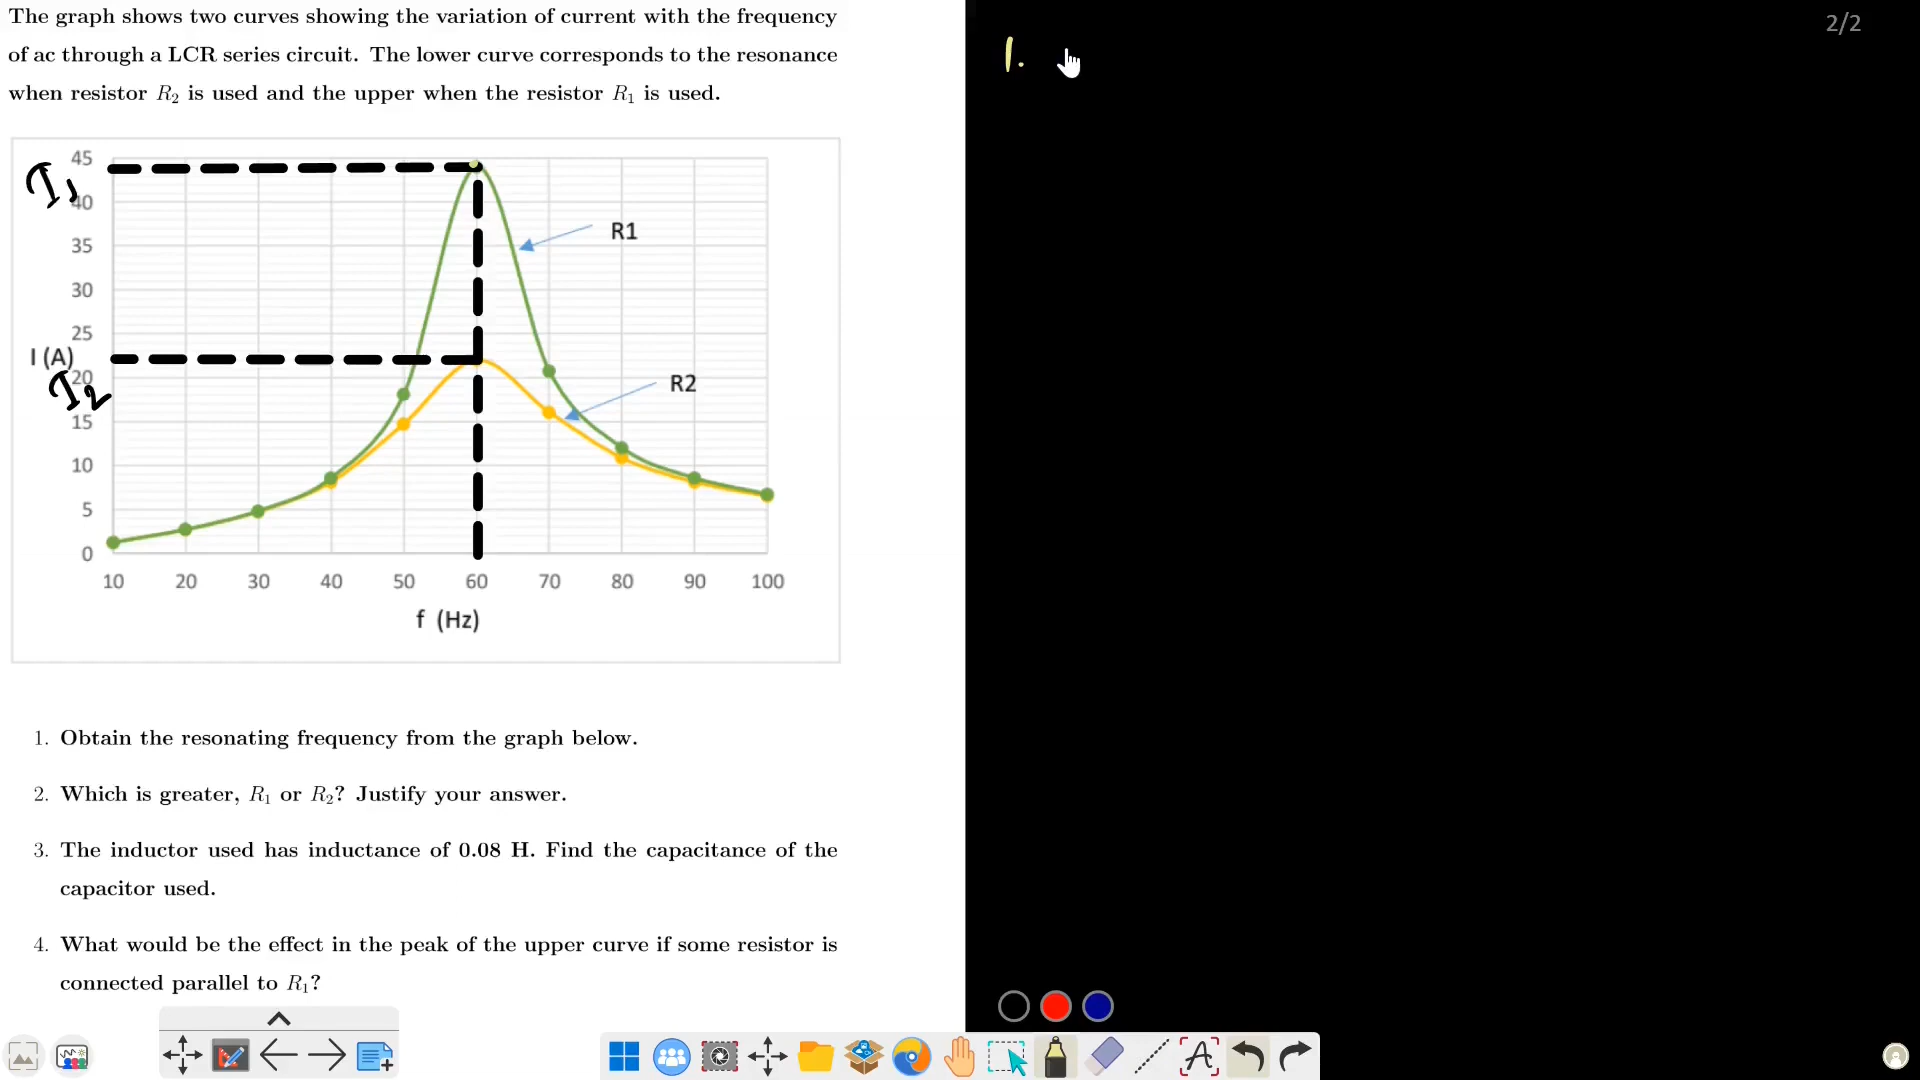 The graph shows two curves showing the variation of current with the frequency
of ac through a LCR series circuit. The lower curve corresponds to the resonance
when resistor R₂ is used and the upper when the resistor R₁ is used.
I₁
45
40
35
30
25
I (A)
20
I₂
15
10
5
0
R1
R2
10 20 30 40 50 60 70 80 90 100
f (Hz)
1. Obtain the resonating frequency from the graph below.
2. Which is greater, R₁ or R₂? Justify your answer.
3. The inductor used has inductance of 0.08 H. Find the capacitance of the
capacitor used.
4. What would be the effect in the peak of the upper curve if some resistor is
connected parallel to R₁?
1.
2/2